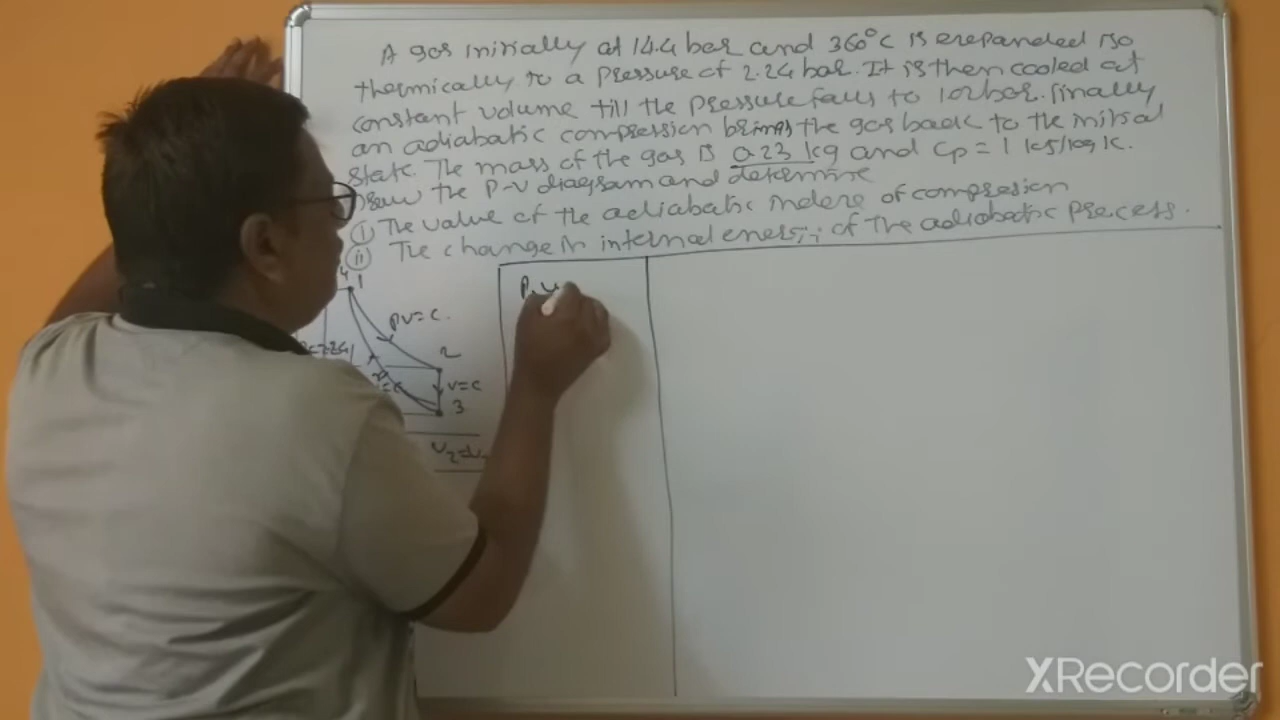 A gas initially at 14.4 bar and 360°C is expanded iso
thermically to a pressure of 2.24 bar. It is then cooled at
constant volume till the pressure falls to 1.02 bar. Finally
an adiabatic compression brings the gas back to the initial
state. The mass of the gas is 0.23 kg and Cp = 1 kJ/kg K.
Draw the P-V diagram and determine
(i) The value of the adiabatic index of compression
(ii) The change in internal energy of the adiabatic process.
4 1
PV=C.
2
V=C
3
P1 V
XRecorder